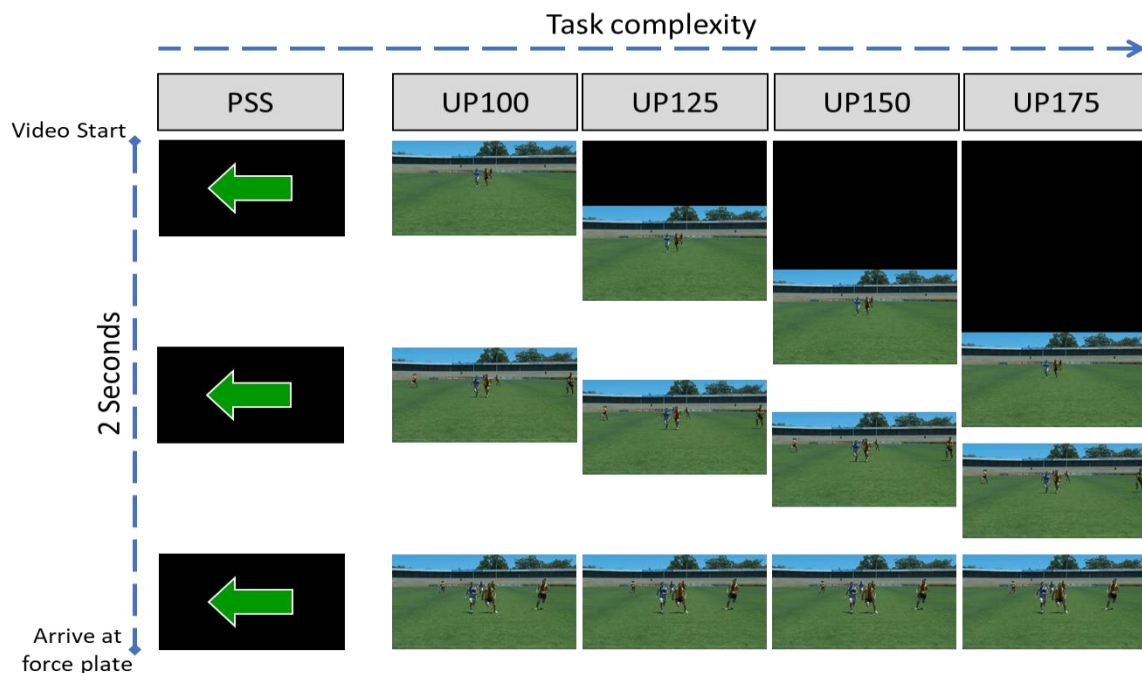 Task complexity
PSS
UP100
UP125
UP150
UP175
Video Start
2 Seconds
Arrive at
force plate